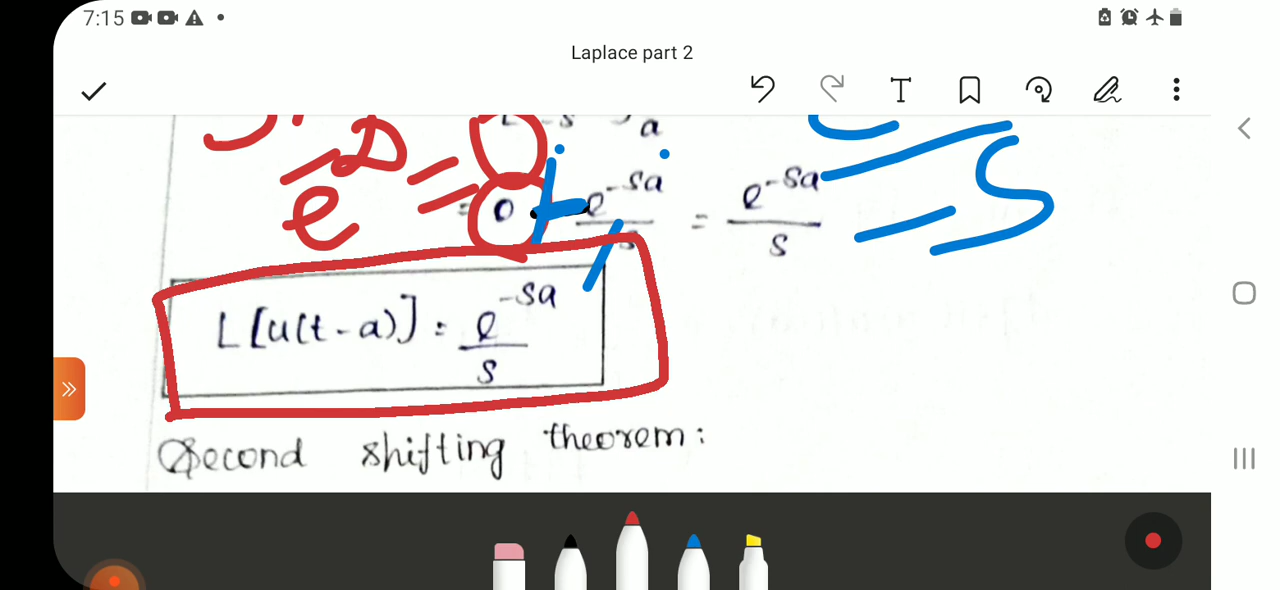 7:15
Laplace part 2
e^-∞ =
= 0 - e^-sa / -s = e^-sa / s
L[u(t-a)] = e^-sa / s
Second shifting theorem: